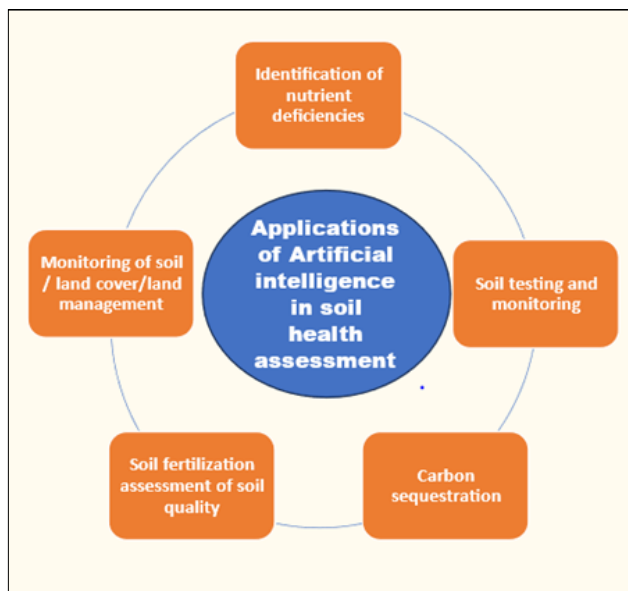 Identification of
nutrient
deficiencies
Applications
of Artificial
intelligence
in soil
health
assessment
Monitoring of soil
/ land cover/land
management
Soil testing and
monitoring
Soil fertilization
assessment of soil
quality
Carbon
sequestration